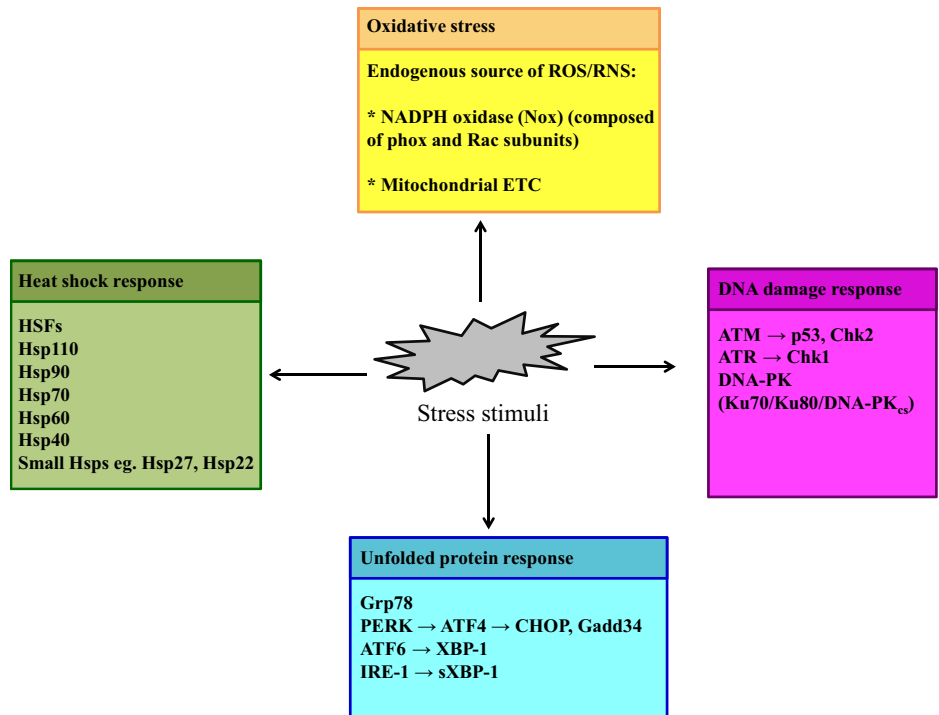 Oxidative stress
Endogenous source of ROS/RNS:
* NADPH oxidase (Nox) (composed
of phox and Rac subunits)
* Mitochondrial ETC
Heat shock response
HSFs
Hsp110
Hsp90
Hsp70
Hsp60
Hsp40
Small Hsps eg. Hsp27, Hsp22
Stress stimuli
DNA damage response
ATM → p53, Chk2
ATR → Chk1
DNA-PK
(Ku70/Ku80/DNA-PKcs)
Unfolded protein response
Grp78
PERK → ATF4 → CHOP, Gadd34
ATF6 → XBP-1
IRE-1 → sXBP-1